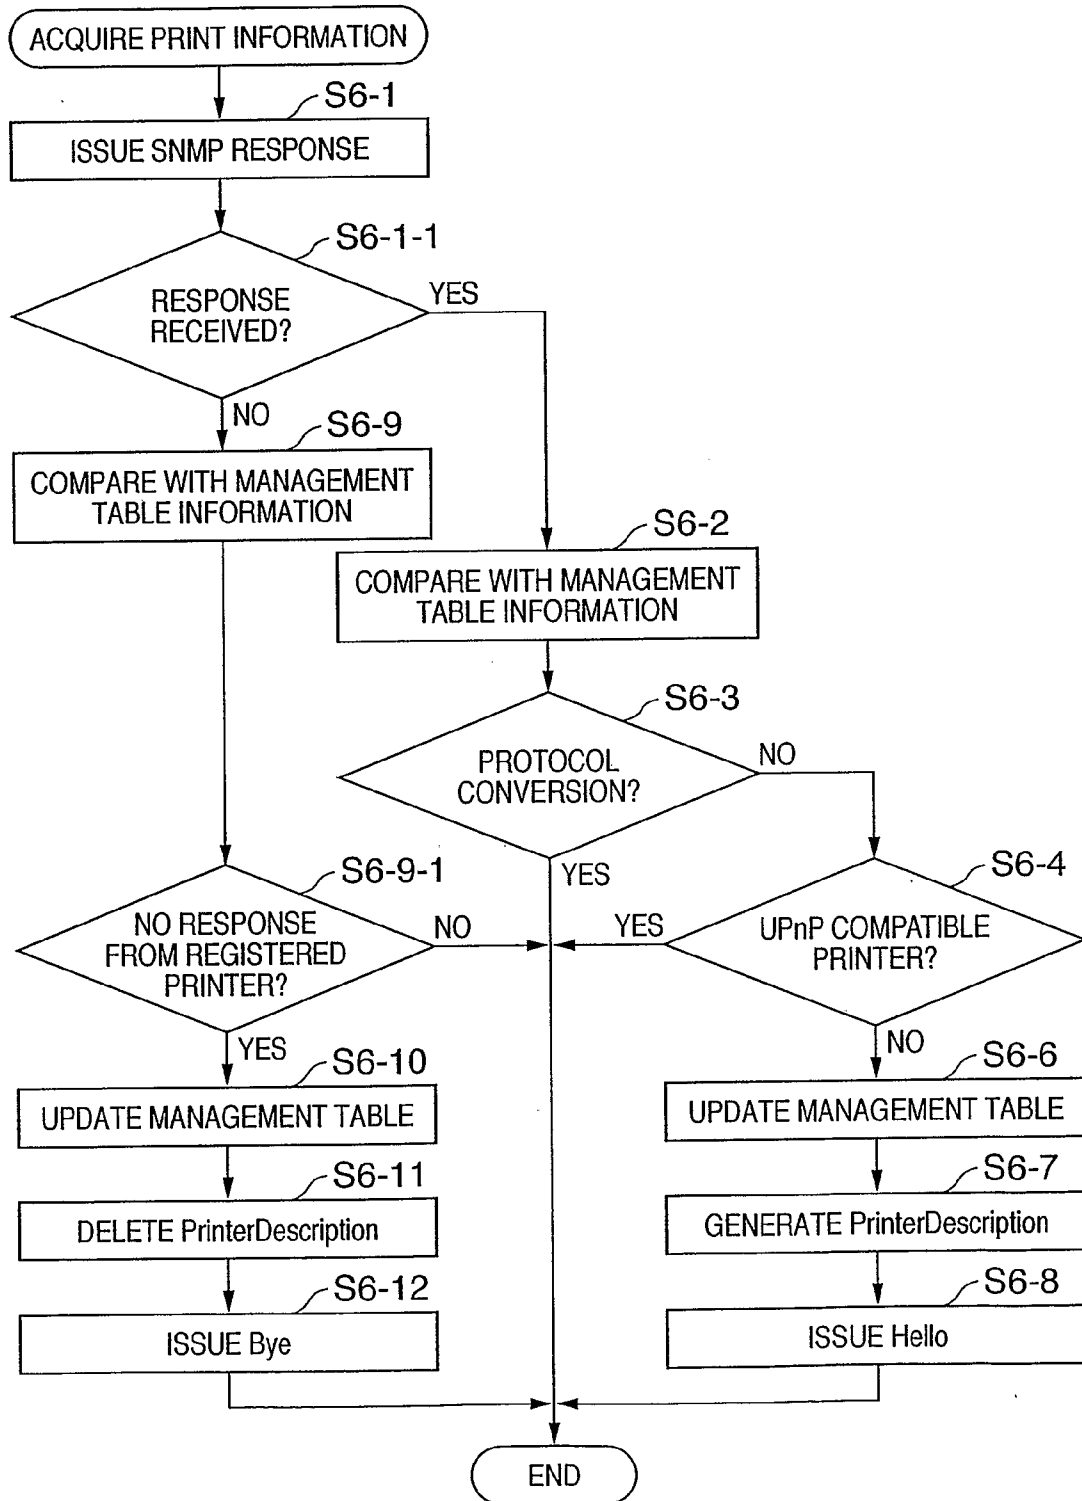 ACQUIRE PRINT INFORMATION
S6-1
ISSUE SNMP RESPONSE
S6-1-1
RESPONSE
RECEIVED?
YES
NO
S6-9
COMPARE WITH MANAGEMENT
TABLE INFORMATION
S6-2
COMPARE WITH MANAGEMENT
TABLE INFORMATION
S6-3
PROTOCOL
CONVERSION?
NO
YES
S6-4
UPnP COMPATIBLE
PRINTER?
YES
NO
S6-9-1
NO RESPONSE
FROM REGISTERED
PRINTER?
NO
YES
S6-10
UPDATE MANAGEMENT TABLE
S6-11
DELETE PrinterDescription
S6-12
ISSUE Bye
S6-6
UPDATE MANAGEMENT TABLE
S6-7
GENERATE PrinterDescription
S6-8
ISSUE Hello
END